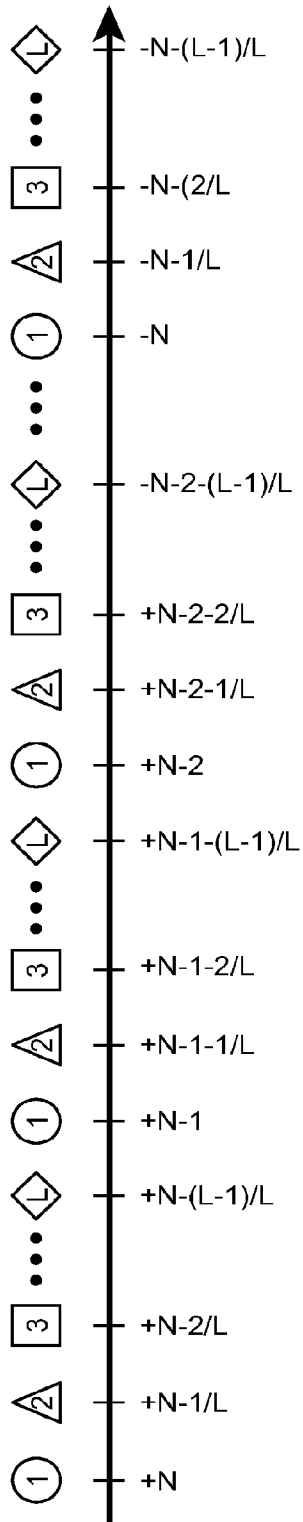 L -N-(L-1)/L
3 -N-(2/L
2 -N-1/L
1 -N
L -N-2-(L-1)/L
3 +N-2-2/L
2 +N-2-1/L
1 +N-2
L +N-1-(L-1)/L
3 +N-1-2/L
2 +N-1-1/L
1 +N-1
L +N-(L-1)/L
3 +N-2/L
2 +N-1/L
1 +N